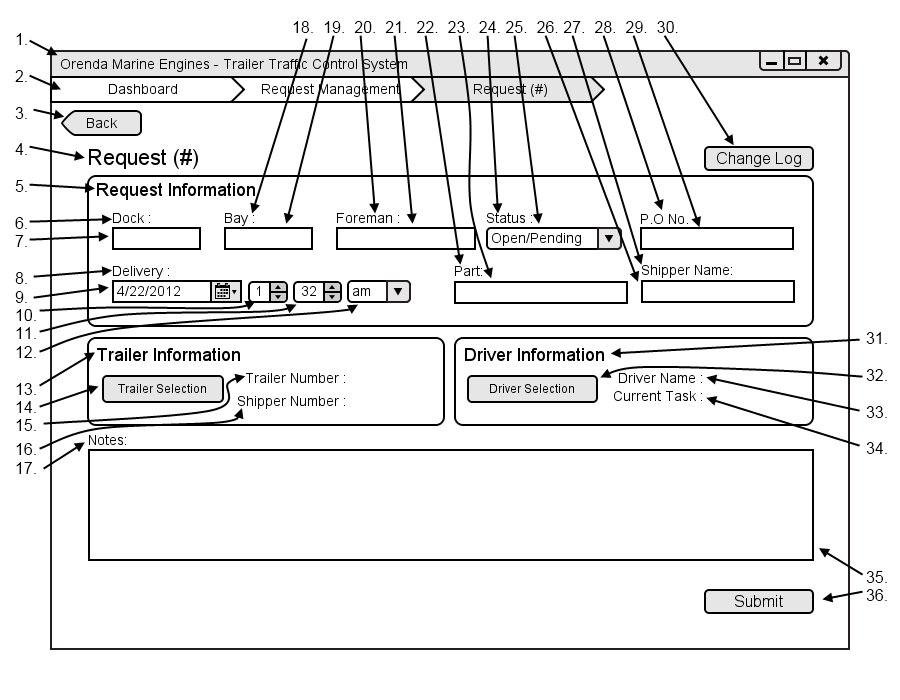 18. 19. 20. 21. 22. 23. 24. 25. 26. 27. 28. 29. 30.
1.
Orenda Marine Engines - Trailer Traffic Control System
2.
Dashboard Request Management Request (#)
3.
Back
4.
Request (#) Change Log
5.
Request Information
6.
Dock : Bay : Foreman : Status : P.O No.
7.
Open/Pending
8.
Delivery : Part: Shipper Name:
9.
4/22/2012 1 32 am
10.
11.
12.
31.
Trailer Information Driver Information
32.
13.
Trailer Selection Trailer Number : Driver Selection Driver Name :
14.
Shipper Number : Current Task :
33.
15.
16.
34.
17.
Notes:
35.
36.
Submit